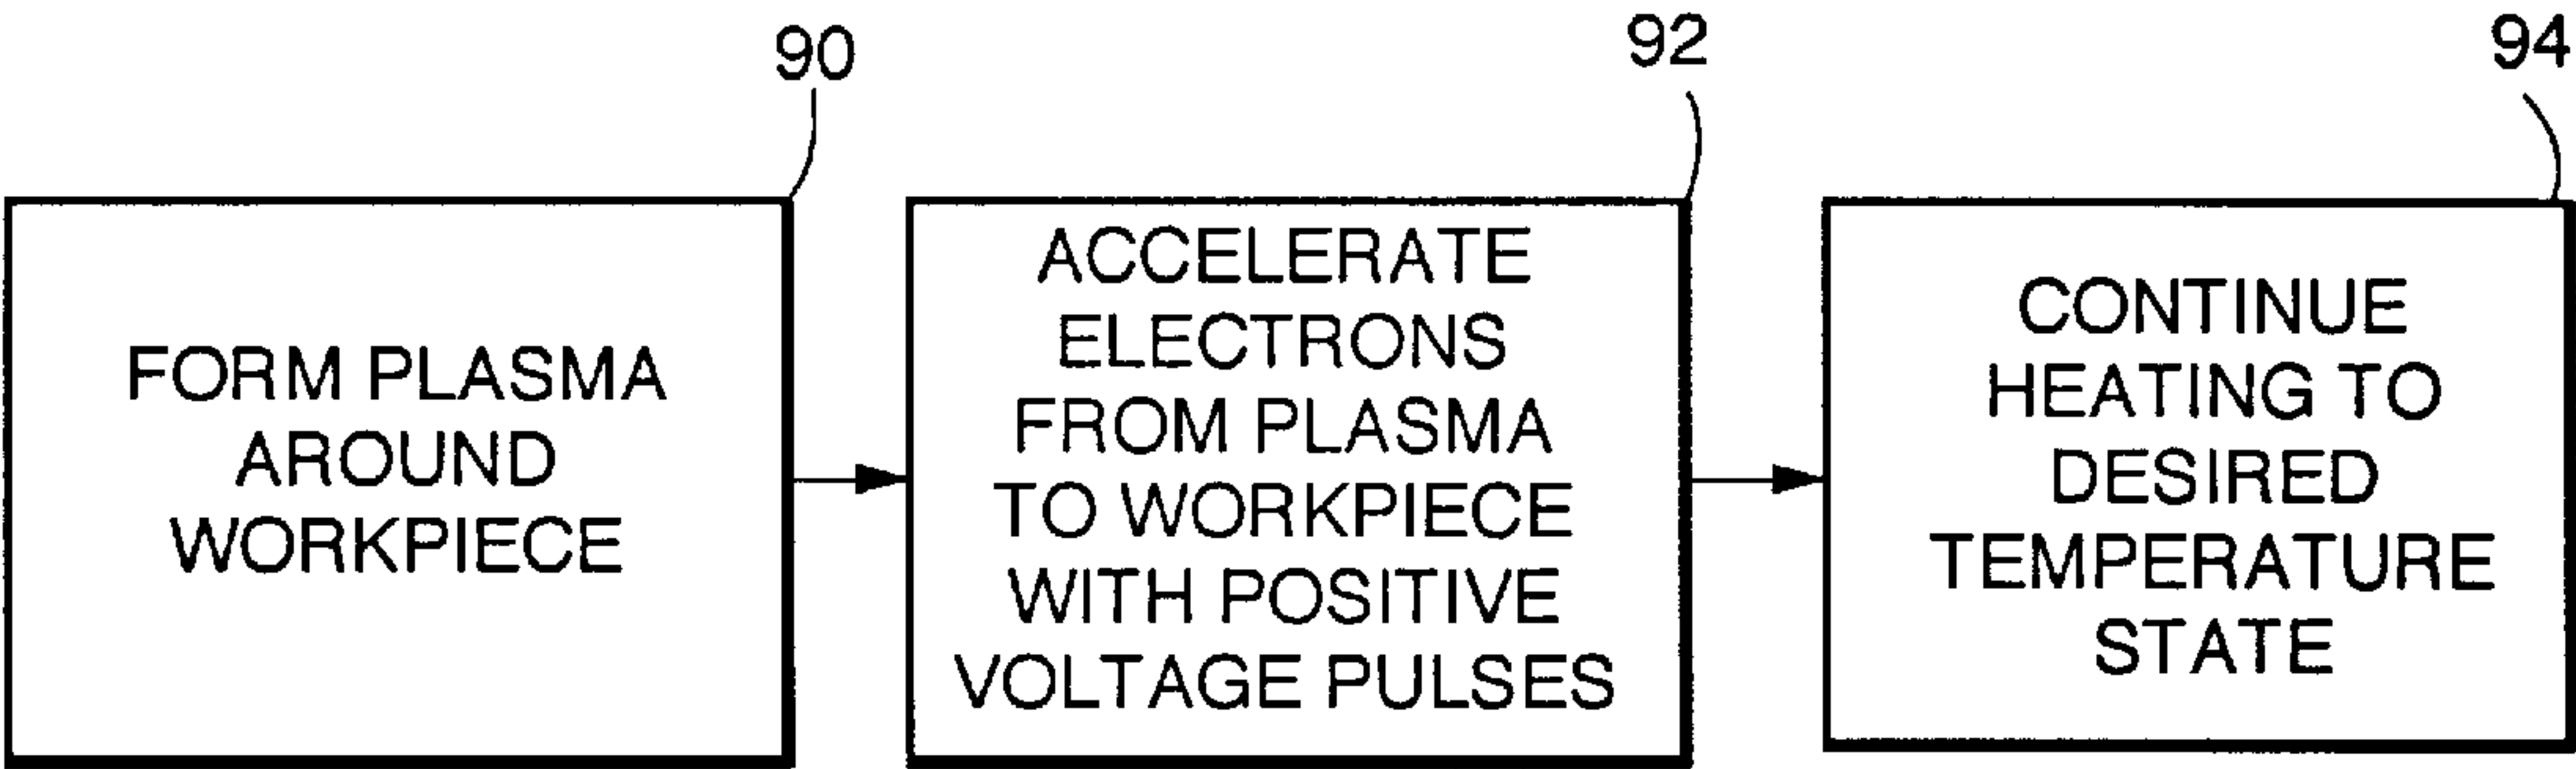 90
92
94
FORM PLASMA
AROUND
WORKPIECE
ACCELERATE
ELECTRONS
FROM PLASMA
TO WORKPIECE
WITH POSITIVE
VOLTAGE PULSES
CONTINUE
HEATING TO
DESIRED
TEMPERATURE
STATE